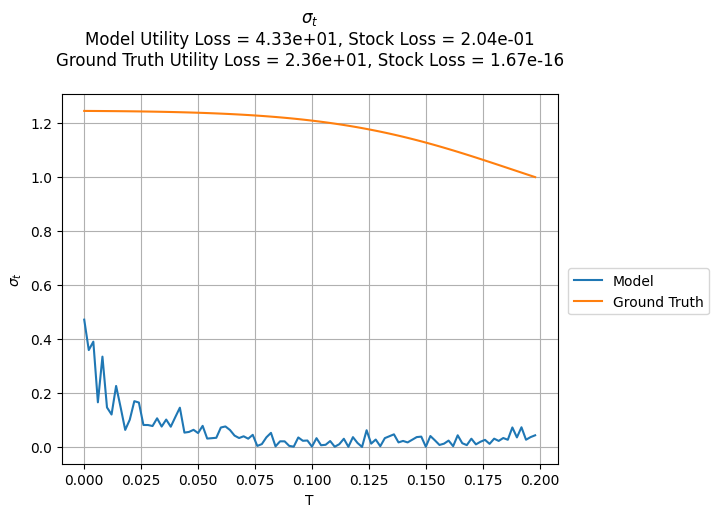 σt
Model Utility Loss = 4.33e+01, Stock Loss = 2.04e-01
Ground Truth Utility Loss = 2.36e+01, Stock Loss = 1.67e-16
1.2
1.0
0.8
0.6
0.4
0.2
0.0
σt
0.000 0.025 0.050 0.075 0.100 0.125 0.150 0.175 0.200
T
Model
Ground Truth